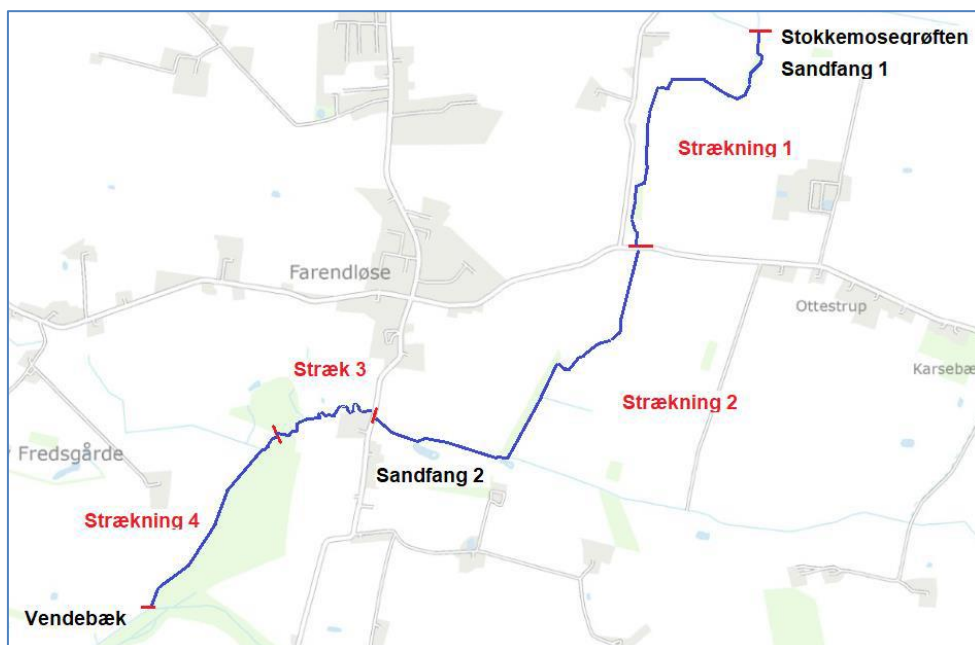 Stokkemosegrøften
Sandfang 1
Strækning 1
Farendløse
Ottestrup
Stræk 3
Karsebæ
Strækning 2
Fredsgårde
Sandfang 2
Strækning 4
Vendebæk